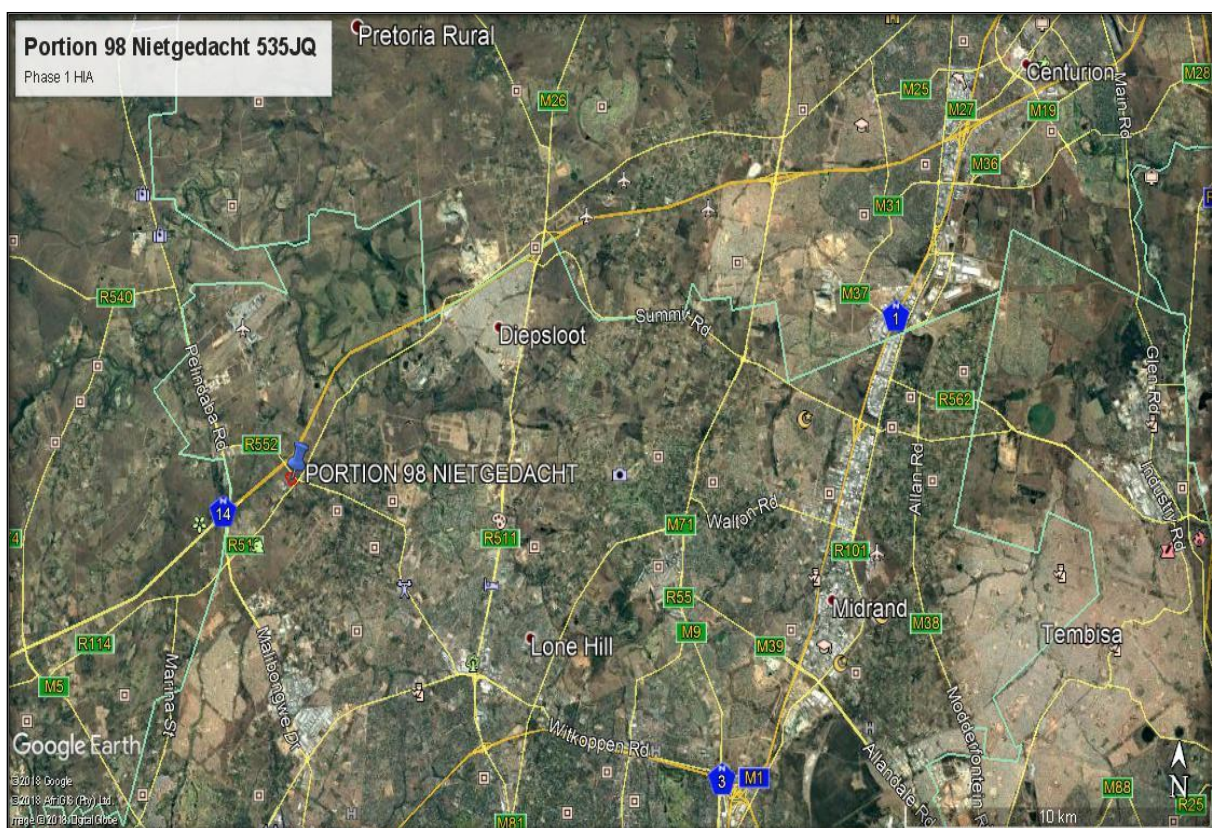 Portion 98 Nietgedacht 535JQ
Phase 1 HIA
Pretoria Rural
Centurion
Main Rd
M28
M26
M25
M27
M19
M36
M31
R540
M37
1
Summit Rd
Diepsloot
Pelindaba Rd
Glen Rd
R562
R552
PORTION 98 NIETGEDACHT
Allan Rd
Industry Rd
14
M71
Walton Rd
R511
R101
R55
Midrand
M38
Tembisa
R114
M9
Lone Hill
M39
M5
Marina St
Malibongwe Dr
Modderfontein Rd
Witkoppen Rd
Allandale Rd
Google Earth
N
3
M1
©2018 Google
©2018 AfriGIS (Pty) Ltd.
Image ©2018 DigitalGlobe
M81
M88
R25
10 km
N